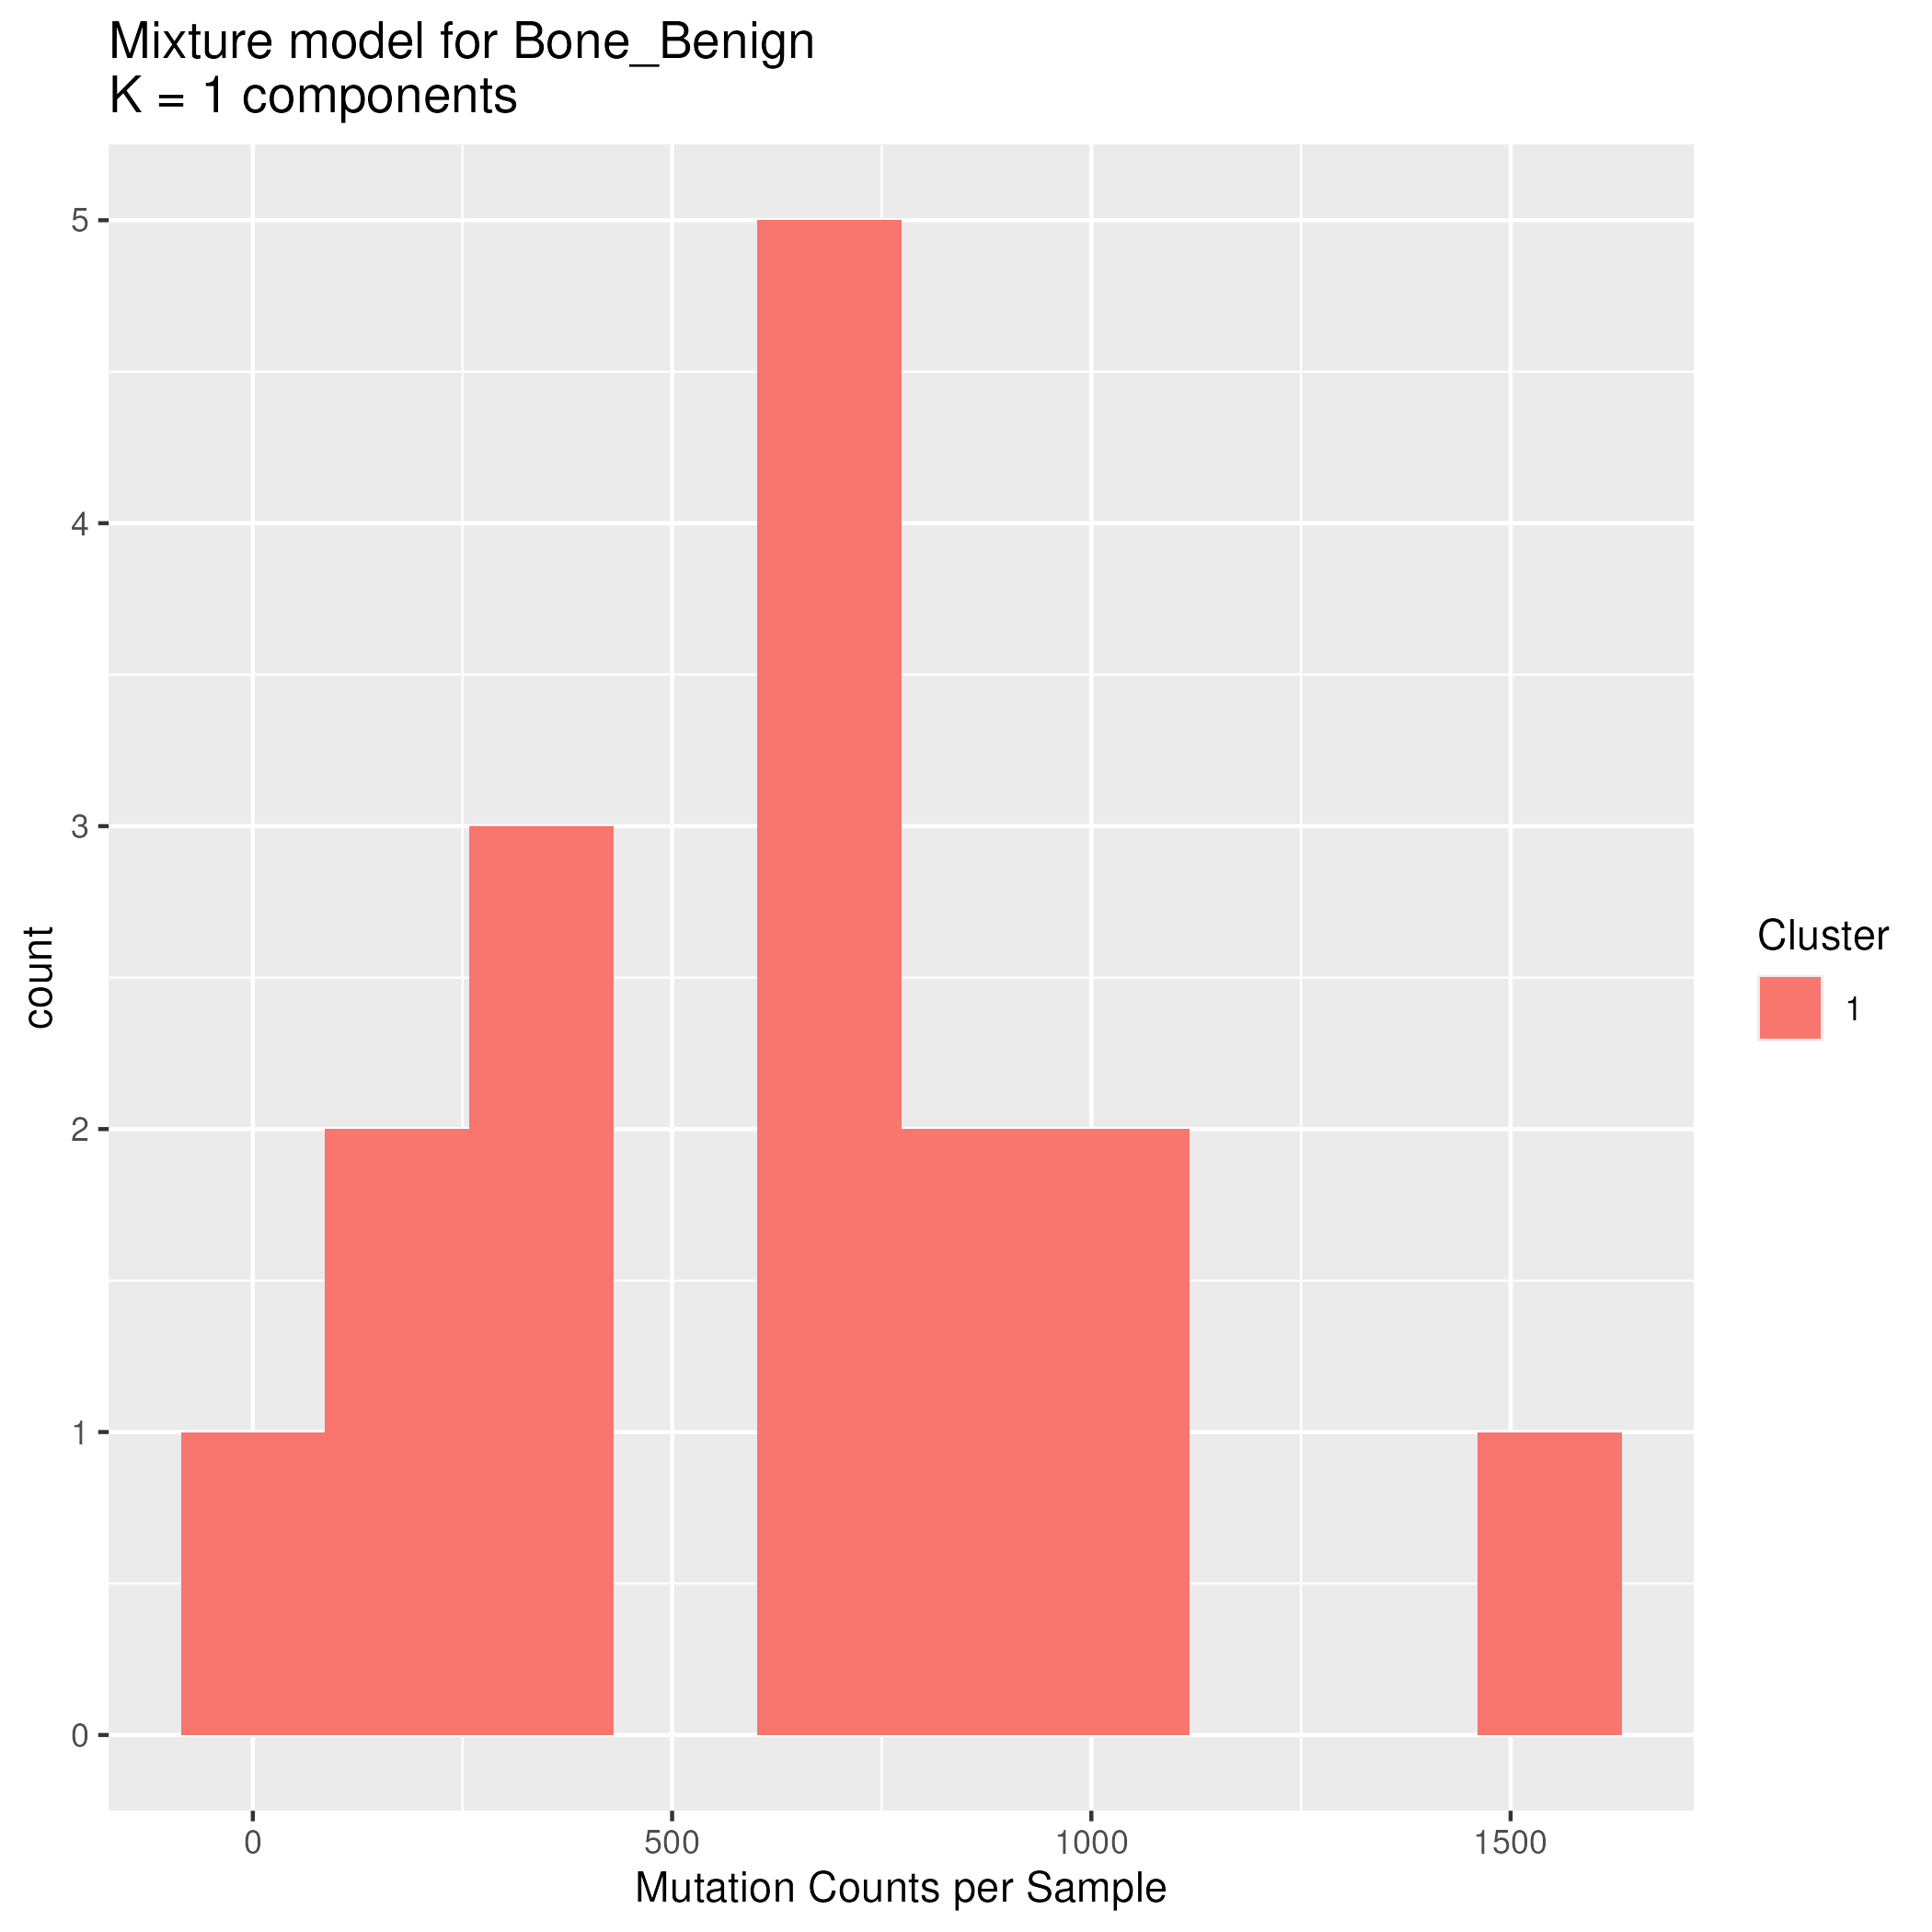 Mixture model for Bone_Benign
K = 1 components
5
4
3
2
1
0
count
0 500 1000 1500
Mutation Counts per Sample
Cluster
1